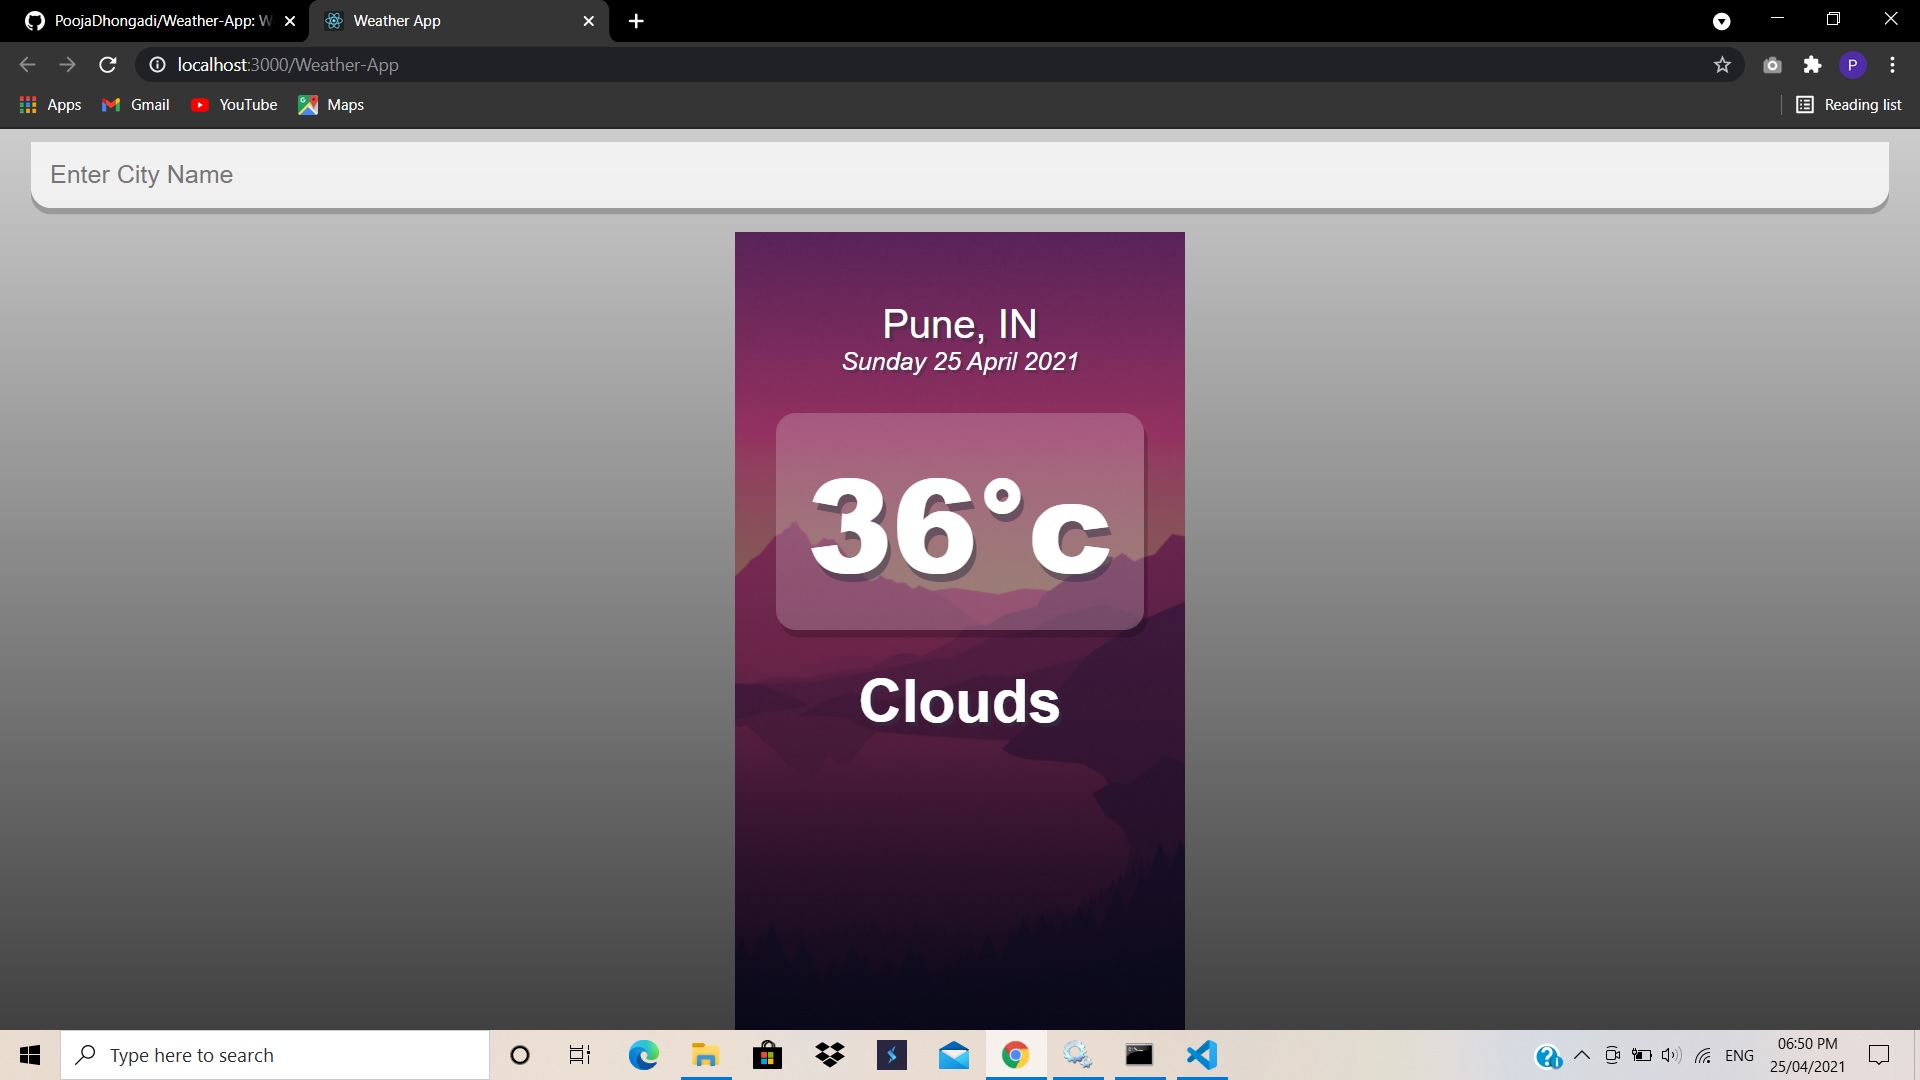 PoojaDhongadi/Weather-App: W
Weather App
localhost:3000/Weather-App
P
Apps
Gmail
YouTube
Maps
Reading list
Enter City Name
Pune, IN
Sunday 25 April 2021
36°c
Clouds
Type here to search
ENG
06:50 PM
25/04/2021